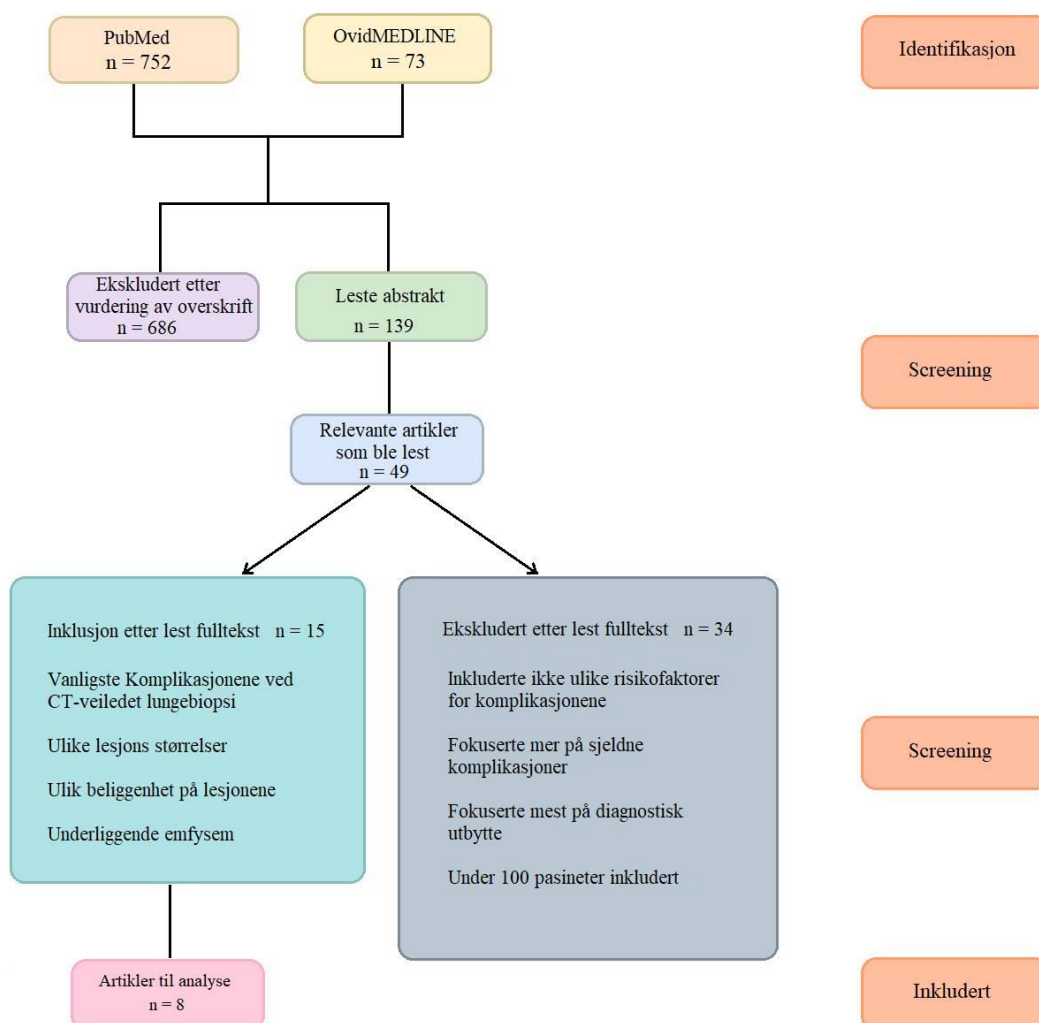 PubMed
n = 752
OvidMEDLINE
n = 73
Identifikasjon
Ekskludert etter
vurdering av overskrift
n = 686
Leste abstrakt
n = 139
Screening
Relevante artikler
som ble lest
n = 49
Inklusjon etter lest fulltekst n = 15
Vanligste Komplikasjonene ved
CT-veiledet lungebiopsi
Ulike lesjons størrelser
Ulik beliggenhet på lesjonene
Underliggende emfysem
Ekskludert etter lest fulltekst n = 34
Inkluderte ikke ulike risikofaktorer
for komplikasjonene
Fokuserte mer på sjeldne
komplikasjoner
Fokuserte mest på diagnostisk
utbytte
Under 100 pasineter inkludert
Screening
Artikler til analyse
n = 8
Inkludert